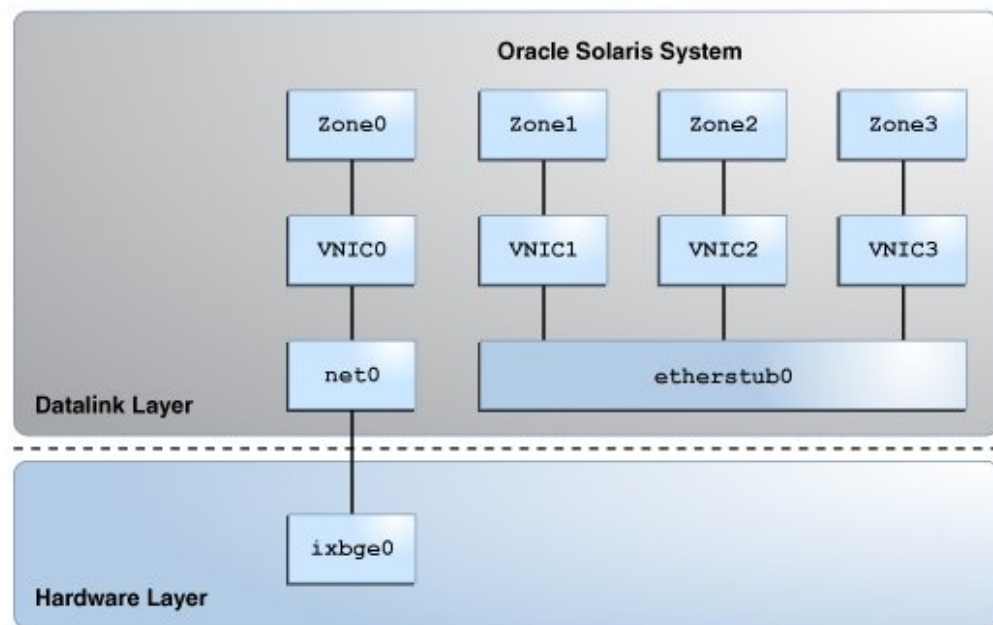 Oracle Solaris System
Zone0 Zone1 Zone2 Zone3
VNIC0 VNIC1 VNIC2 VNIC3
net0 etherstub0
Datalink Layer
ixbge0
Hardware Layer